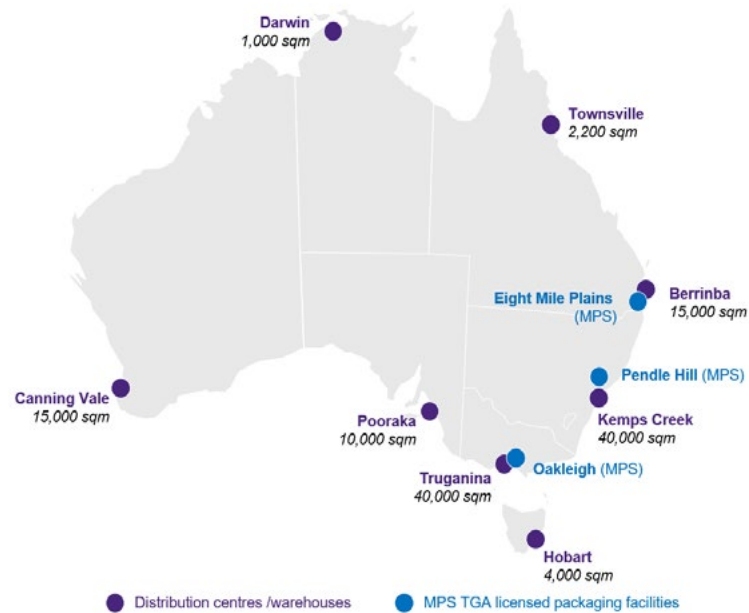 Darwin
1,000 sqm
Townsville
2,200 sqm
Eight Mile Plains
(MPS)
Berrinba
15,000 sqm
Pendle Hill (MPS)
Canning Vale
15,000 sqm
Pooraka
10,000 sqm
Kemps Creek
40,000 sqm
Oakleigh (MPS)
Truganina
40,000 sqm
Hobart
4,000 sqm
Distribution centres /warehouses
MPS TGA licensed packaging facilities